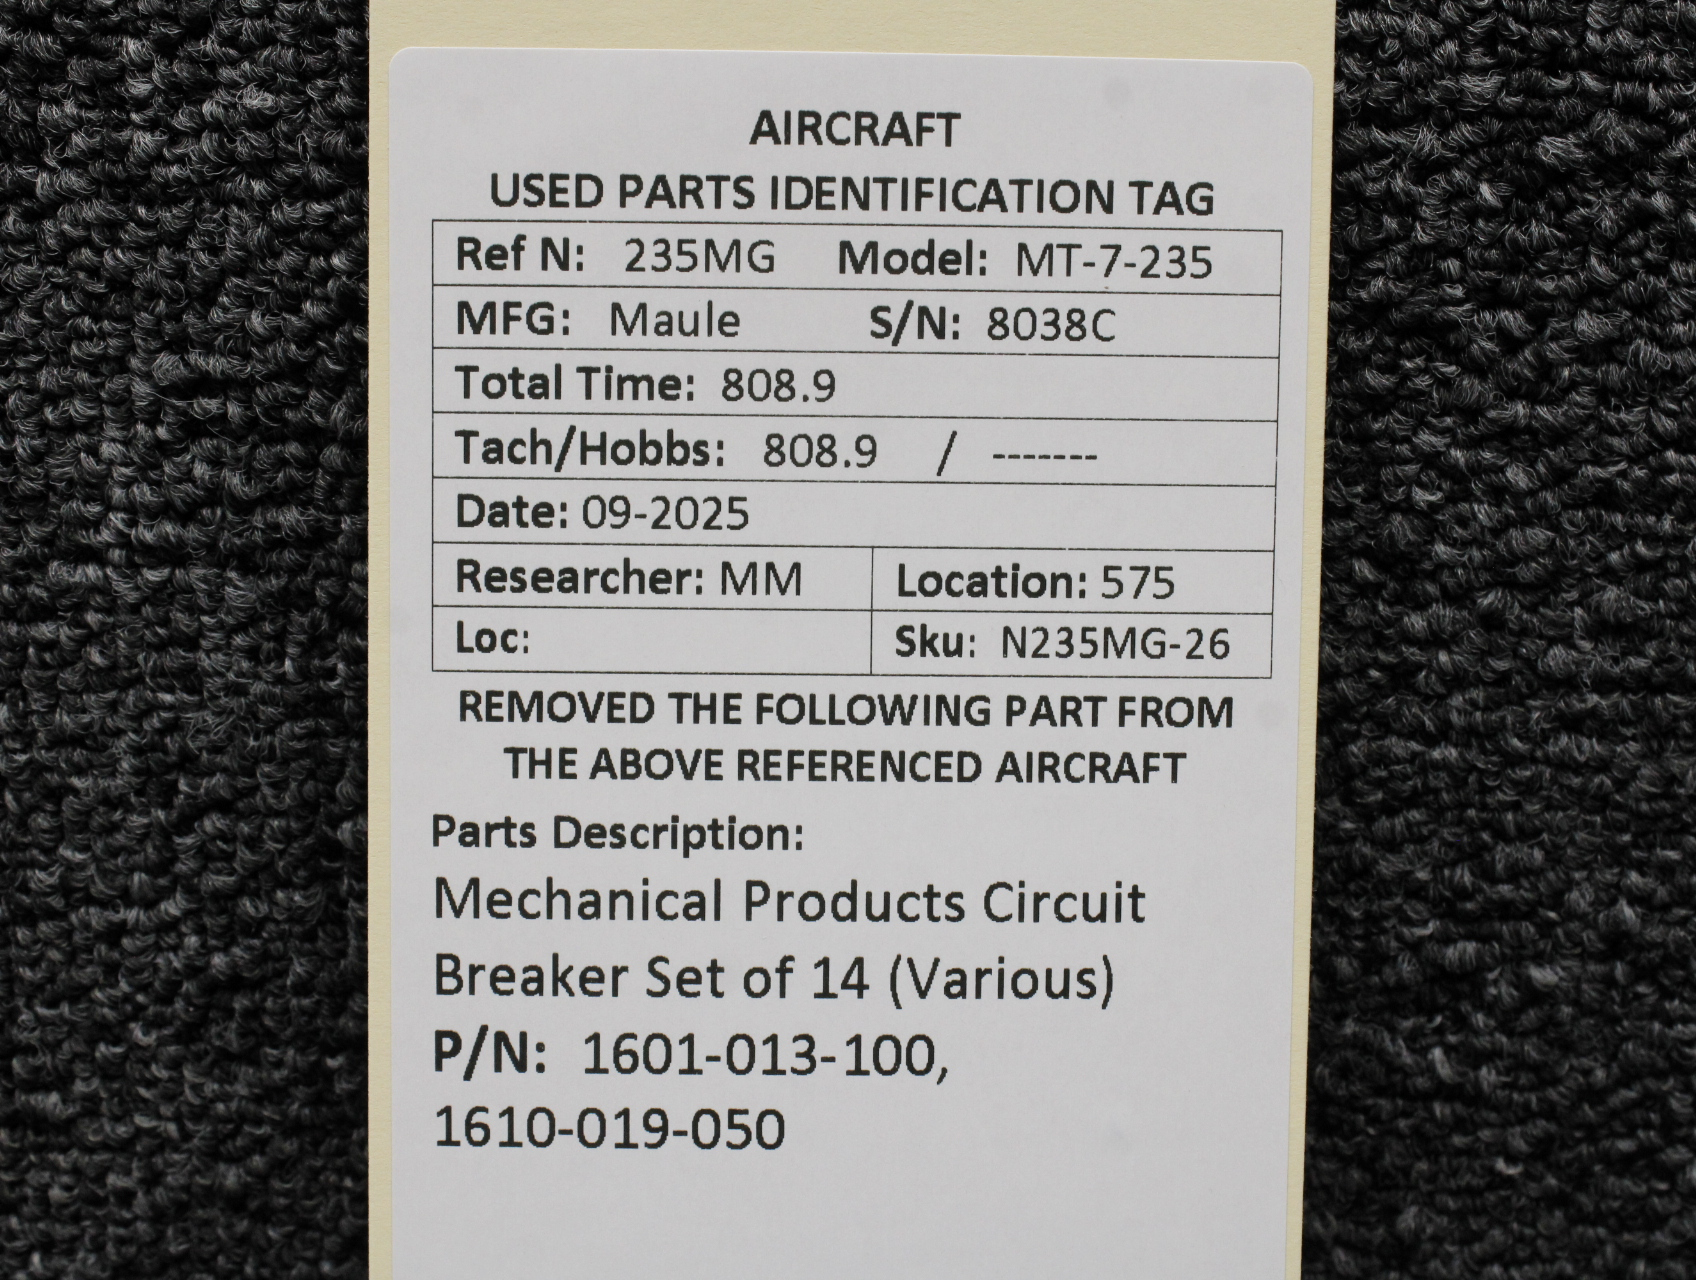 AIRCRAFT
USED PARTS IDENTIFICATION TAG
Ref N: 235MG Model: MT-7-235
MFG: Maule S/N: 8038C
Total Time: 808.9
Tach/Hobbs: 808.9 / -------
Date: 09-2025
Researcher: MM Location: 575
Loc: Sku: N235MG-26
REMOVED THE FOLLOWING PART FROM
THE ABOVE REFERENCED AIRCRAFT
Parts Description:
Mechanical Products Circuit
Breaker Set of 14 (Various)
P/N: 1601-013-100,
1610-019-050